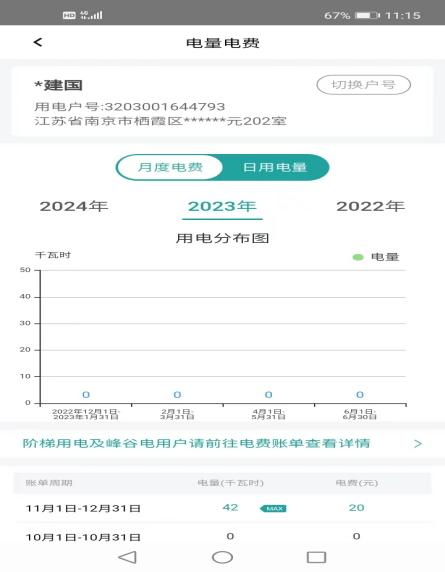 HD 4G 67% 11:15
< 电量电费
*建国 切换户号
用电户号:3203001644793
江苏省南京市栖霞区******元202室
月度电费 日用电量
2024年 2023年 2022年
用电分布图
千瓦时 电量
50
40
30
20
10
0
0 0 0 0
2022年12月1日- 2月1日- 4月1日- 6月1日-
2023年1月31日 3月31日 5月31日 6月30日
阶梯用电及峰谷电用户请前往电费账单查看详情 >
账单周期 电量(千瓦时) 电费(元)
11月1日-12月31日 42 MAX 20
10月1日-10月31日 0 0